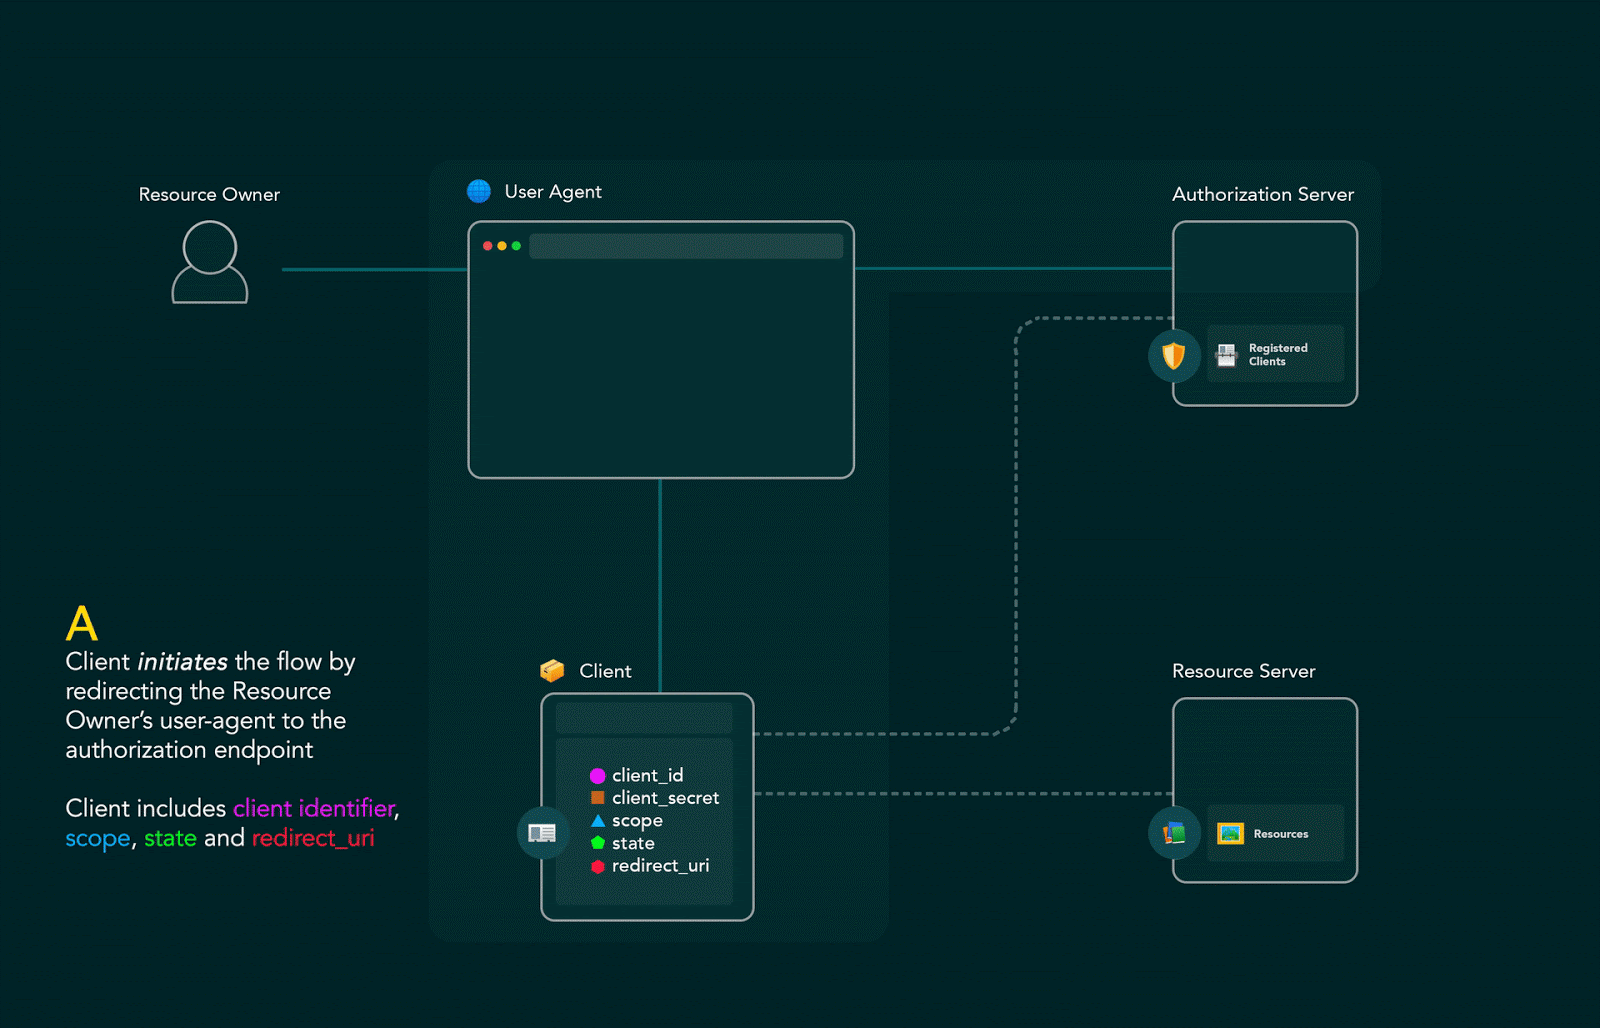 Resource Owner
User Agent
Authorization Server
Registered
Clients
A
Client initiates the flow by
redirecting the Resource
Owner's user-agent to the
authorization endpoint
Client includes client identifier,
scope, state and redirect_uri
Client
client_id
client_secret
scope
state
redirect_uri
Resource Server
Resources